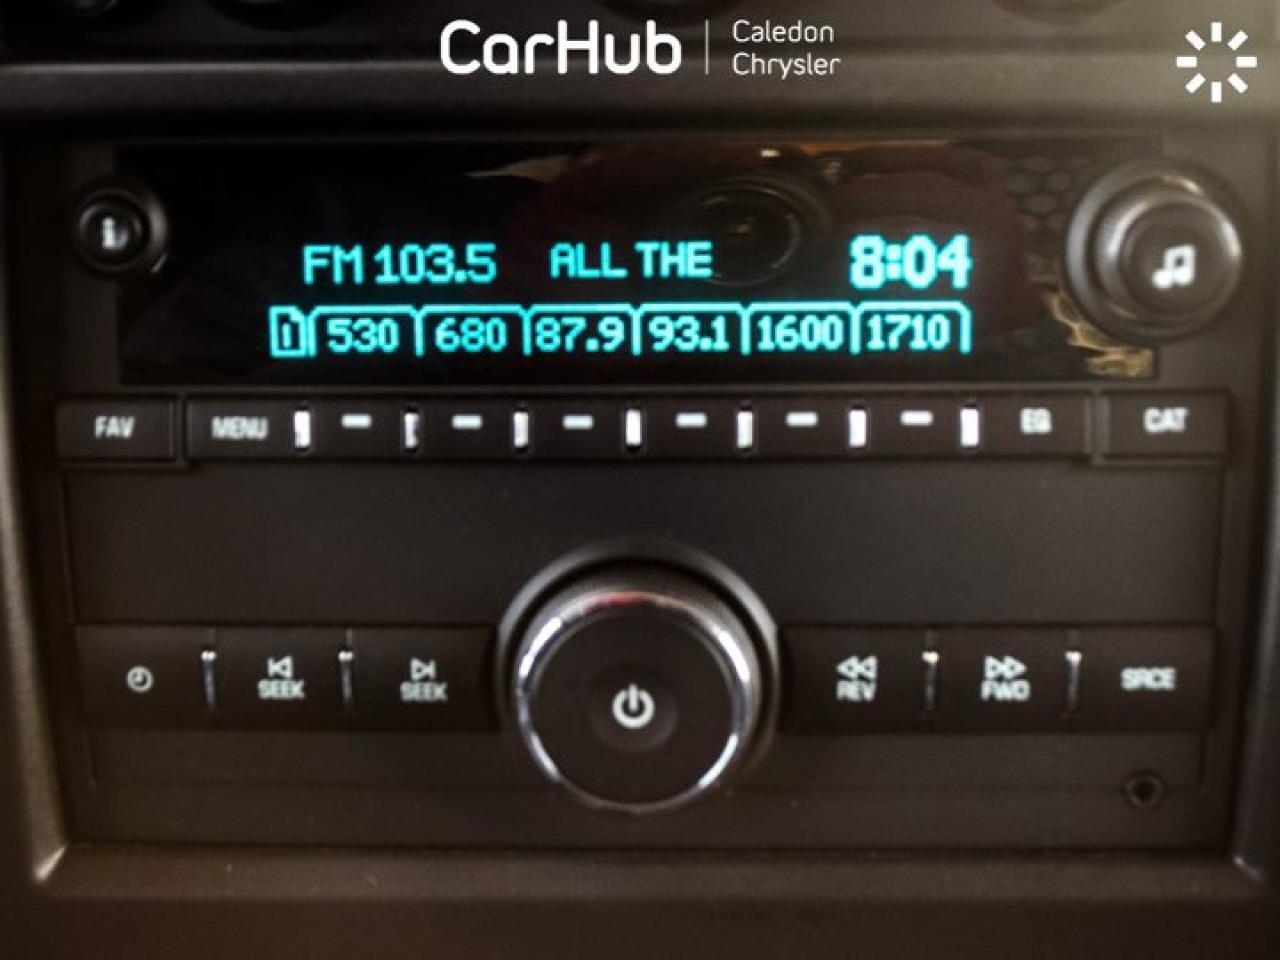 CarHub
Caledon
Chrysler
FM 103.5 ALL THE 8:04
530 680 87.9 93.1 1600 1710
FAV MENU EQ CAT
SEEK SEEK REV FWD SRCE